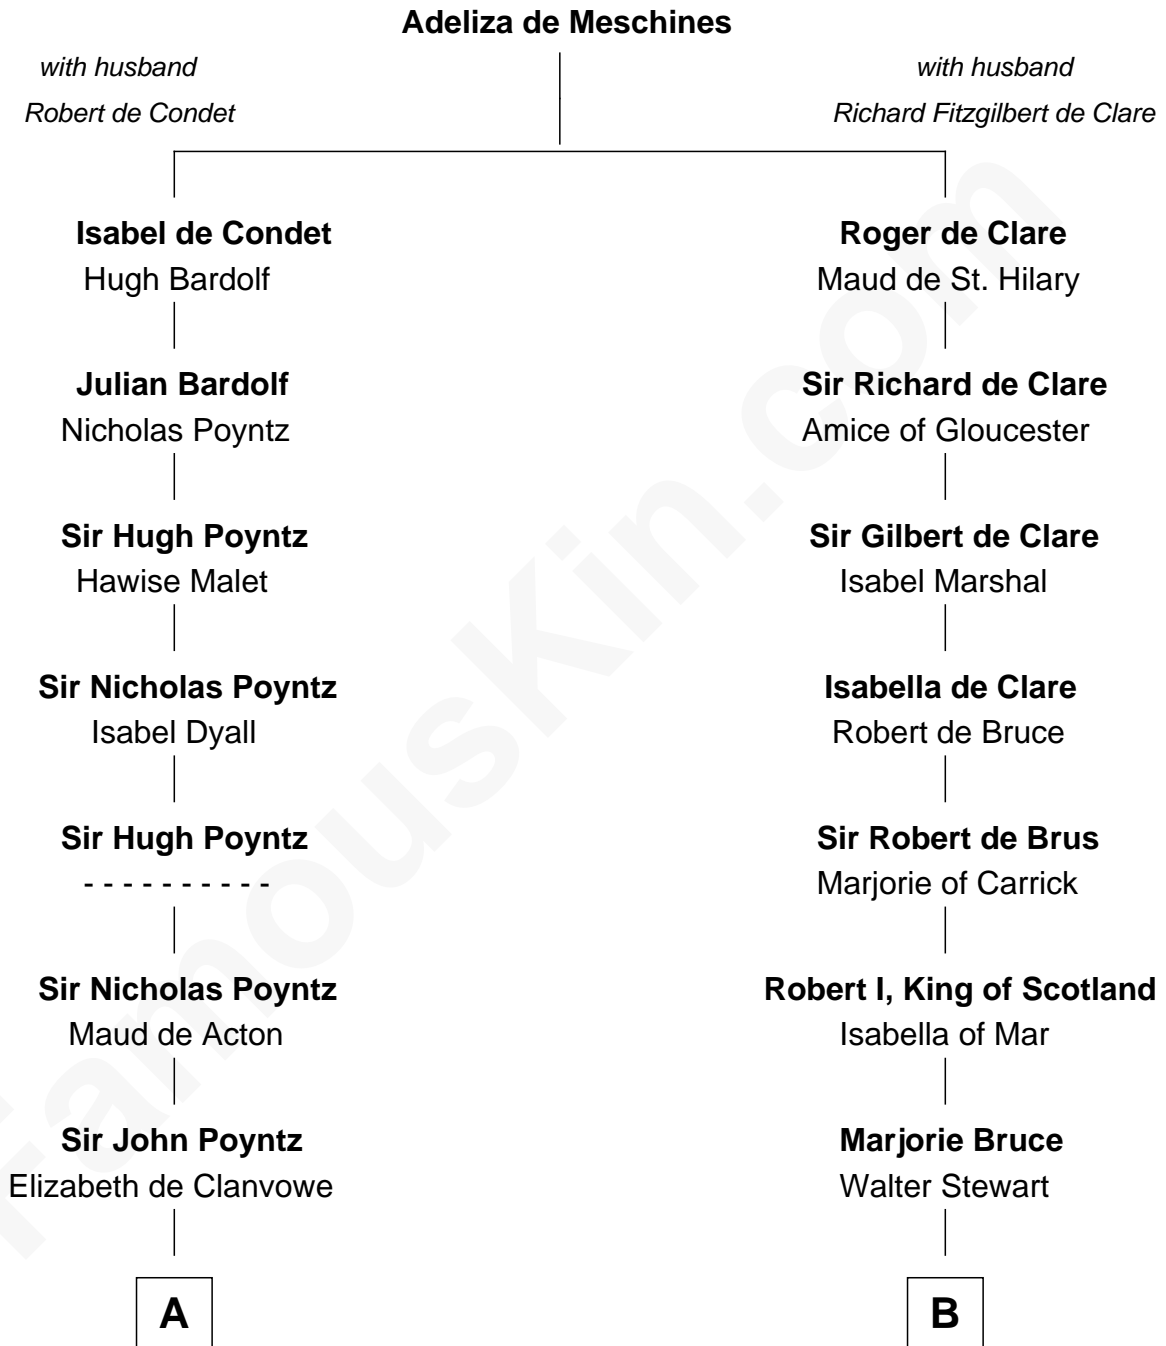 Adeliza de Meschines
with husband
Robert de Condet
with husband
Richard Fitzgilbert de Clare
Isabel de Condet
Hugh Bardolf
Roger de Clare
Maud de St. Hilary
Julian Bardolf
Nicholas Poyntz
Sir Richard de Clare
Amice of Gloucester
Sir Hugh Poyntz
Hawise Malet
Sir Gilbert de Clare
Isabel Marshal
Sir Nicholas Poyntz
Isabel Dyall
Isabella de Clare
Robert de Bruce
Sir Hugh Poyntz
- - - - - - - - - -
Sir Robert de Brus
Marjorie of Carrick
Sir Nicholas Poyntz
Maud de Acton
Robert I, King of Scotland
Isabella of Mar
Sir John Poyntz
Elizabeth de Clanvowe
Marjorie Bruce
Walter Stewart
A
B
FamousKin.com